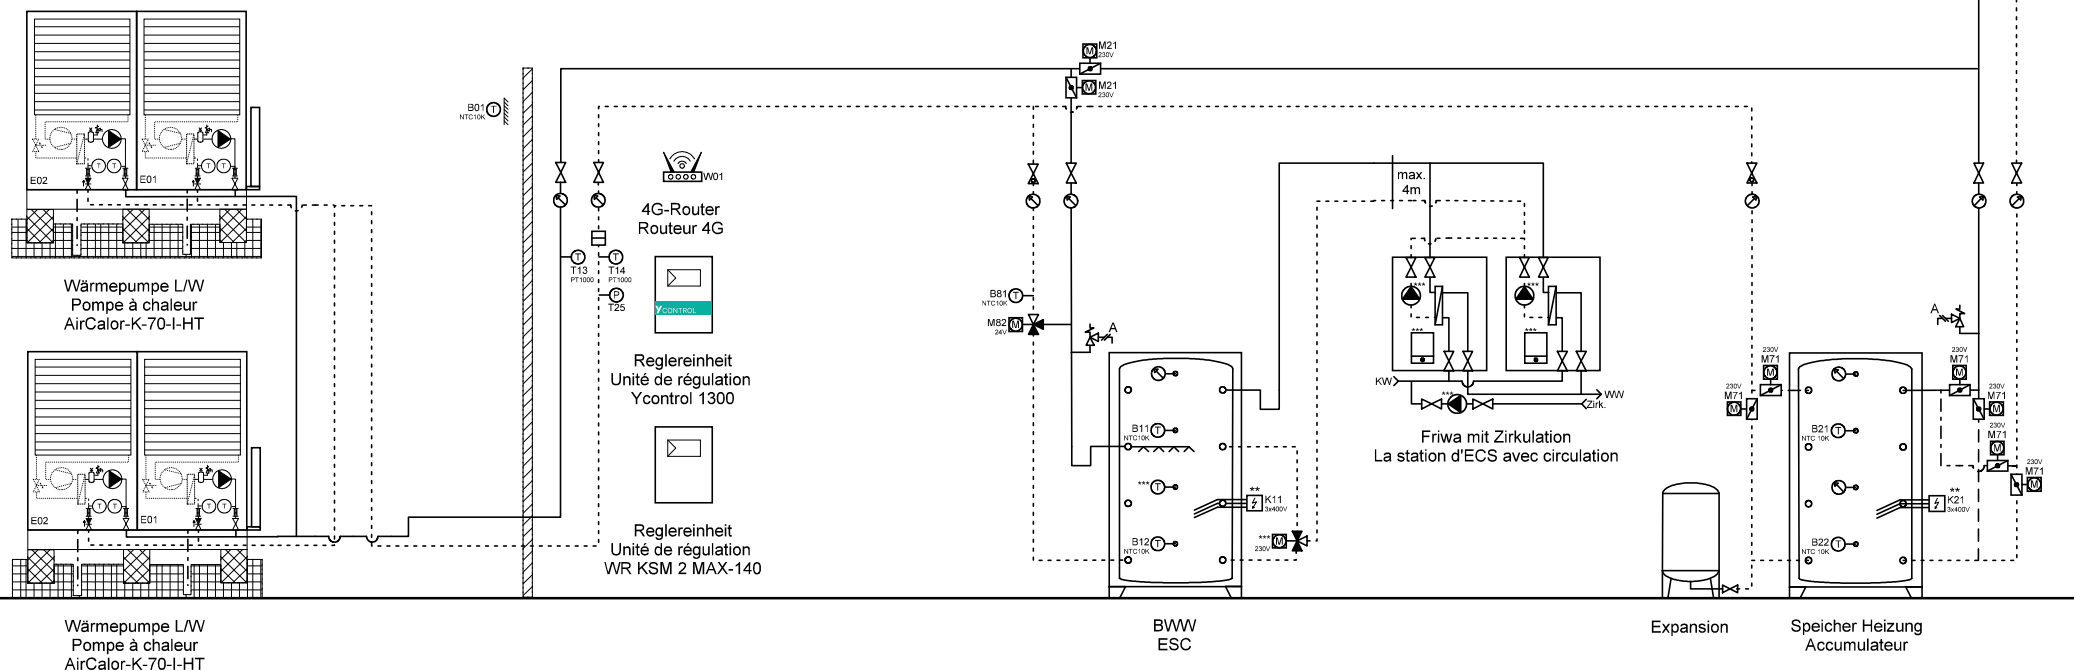 M21
230V
M21
230V
B01
T
NTC10K
T T
T T
E02
E01
W01
4G-Router
Routeur 4G
max.
4m
T
T13
PT1000
T
T14
PT1000
P
T25
Wärmepumpe L/W
Pompe à chaleur
AirCalor-K-70-I-HT
YCONTROL
B81
T
NTC10K
M82
M
24V
A
***
***
***
***
A
Reglereinheit
Unité de régulation
Ycontrol 1300
230V
M71
M
230V
M71
M
230V
M71
M
230V
M71
M
KW
WW
***
Zirk.
B11
T
NTC10K
Friwa mit Zirkulation
La station d'ECS avec circulation
B21
T
NTC 10K
230V
M71
M
230V
M71
M
T T
T T
E02
E01
***
T
**
K11
3x400V
**
K21
3x400V
Reglereinheit
Unité de régulation
WR KSM 2 MAX-140
B12
T
NTC 10K
***
M
230V
B22
T
NTC 10K
Wärmepumpe L/W
Pompe à chaleur
AirCalor-K-70-I-HT
BWW
ESC
Expansion
Speicher Heizung
Accumulateur